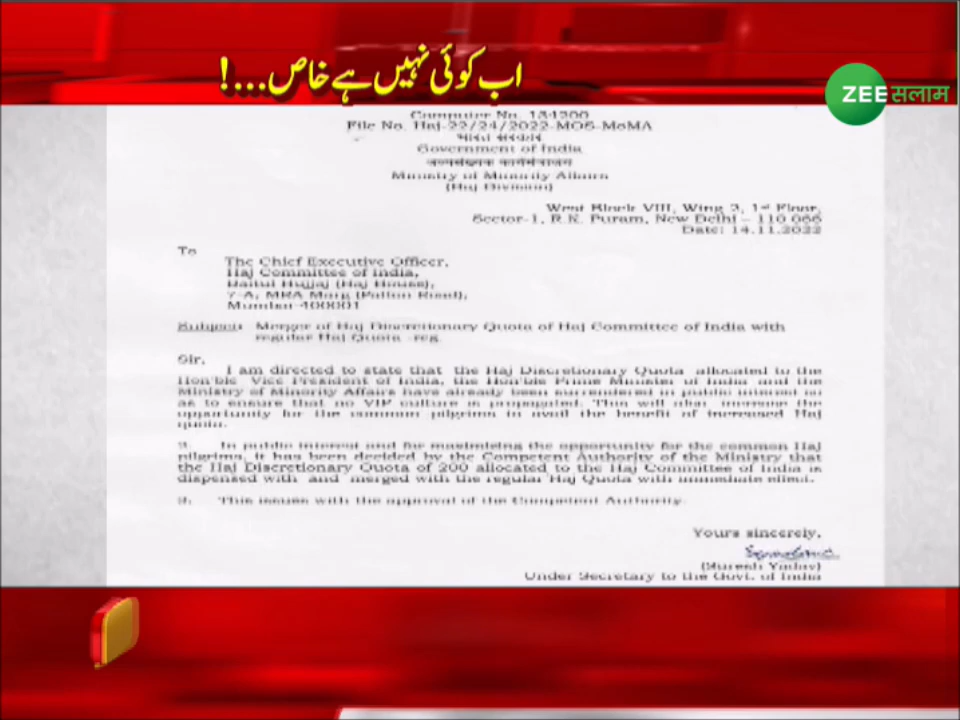 اب کوئی نہیں ہے خاص...!
ZEE سلام
Computer No. 134200
File No. Haj-22/24/2022-MOS-MoMA
भारत सरकार
Government of India
Ministry of Minority Affairs
(Haj Division)
West Block VIII, Wing 2, 1st Floor,
Sector-1, R.K. Puram, New Delhi – 110 066
Date: 14.11.2022
To
The Chief Executive Officer,
Haj Committee of India,
Baitul Hujjaj (Haj House),
7-A, MRA Marg (Palton Road),
Mumbai-400001
Subject: Merger of Haj Discretionary Quota of Haj Committee of India with
regular Haj Quota -reg.
Sir,
I am directed to state that the Haj Discretionary Quota allocated to the
Hon'ble Vice President of India, the Hon'ble Prime Minister of India and the
Ministry of Minority Affairs have already been surrendered in public interest so
as to ensure that no VIP culture is propagated. This will also increase the
opportunity for the common pilgrims to avail the benefit of increased Haj
quota.
2. In public interest and for maximizing the opportunity for the common Haj
pilgrims, it has been decided by the Competent Authority of the Ministry that
the Haj Discretionary Quota of 200 allocated to the Haj Committee of India is
dispensed with and merged with the regular Haj Quota with immediate effect.
3. This issues with the approval of the Competent Authority.
Yours sincerely,
(Suresh Yadav)
Under Secretary to the Govt. of India